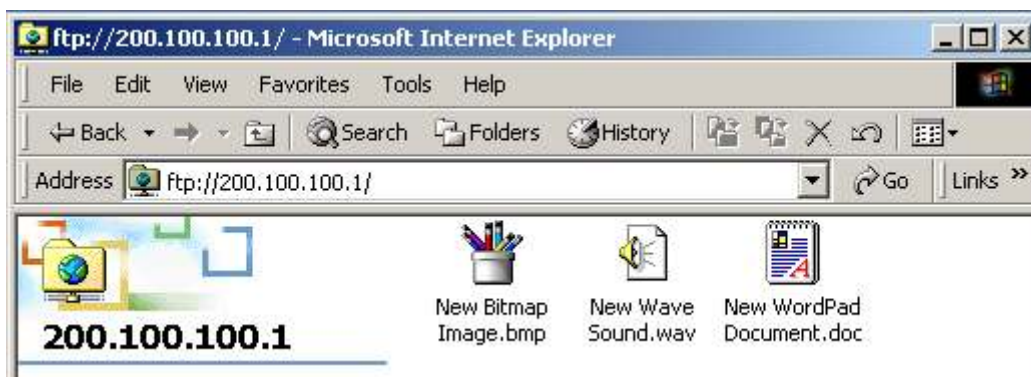 ftp://200.100.100.1/ - Microsoft Internet Explorer
File Edit View Favorites Tools Help
Back Search Folders History
Address ftp://200.100.100.1/ Go Links »
New Bitmap Image.bmp
New Wave Sound.wav
New WordPad Document.doc
200.100.100.1